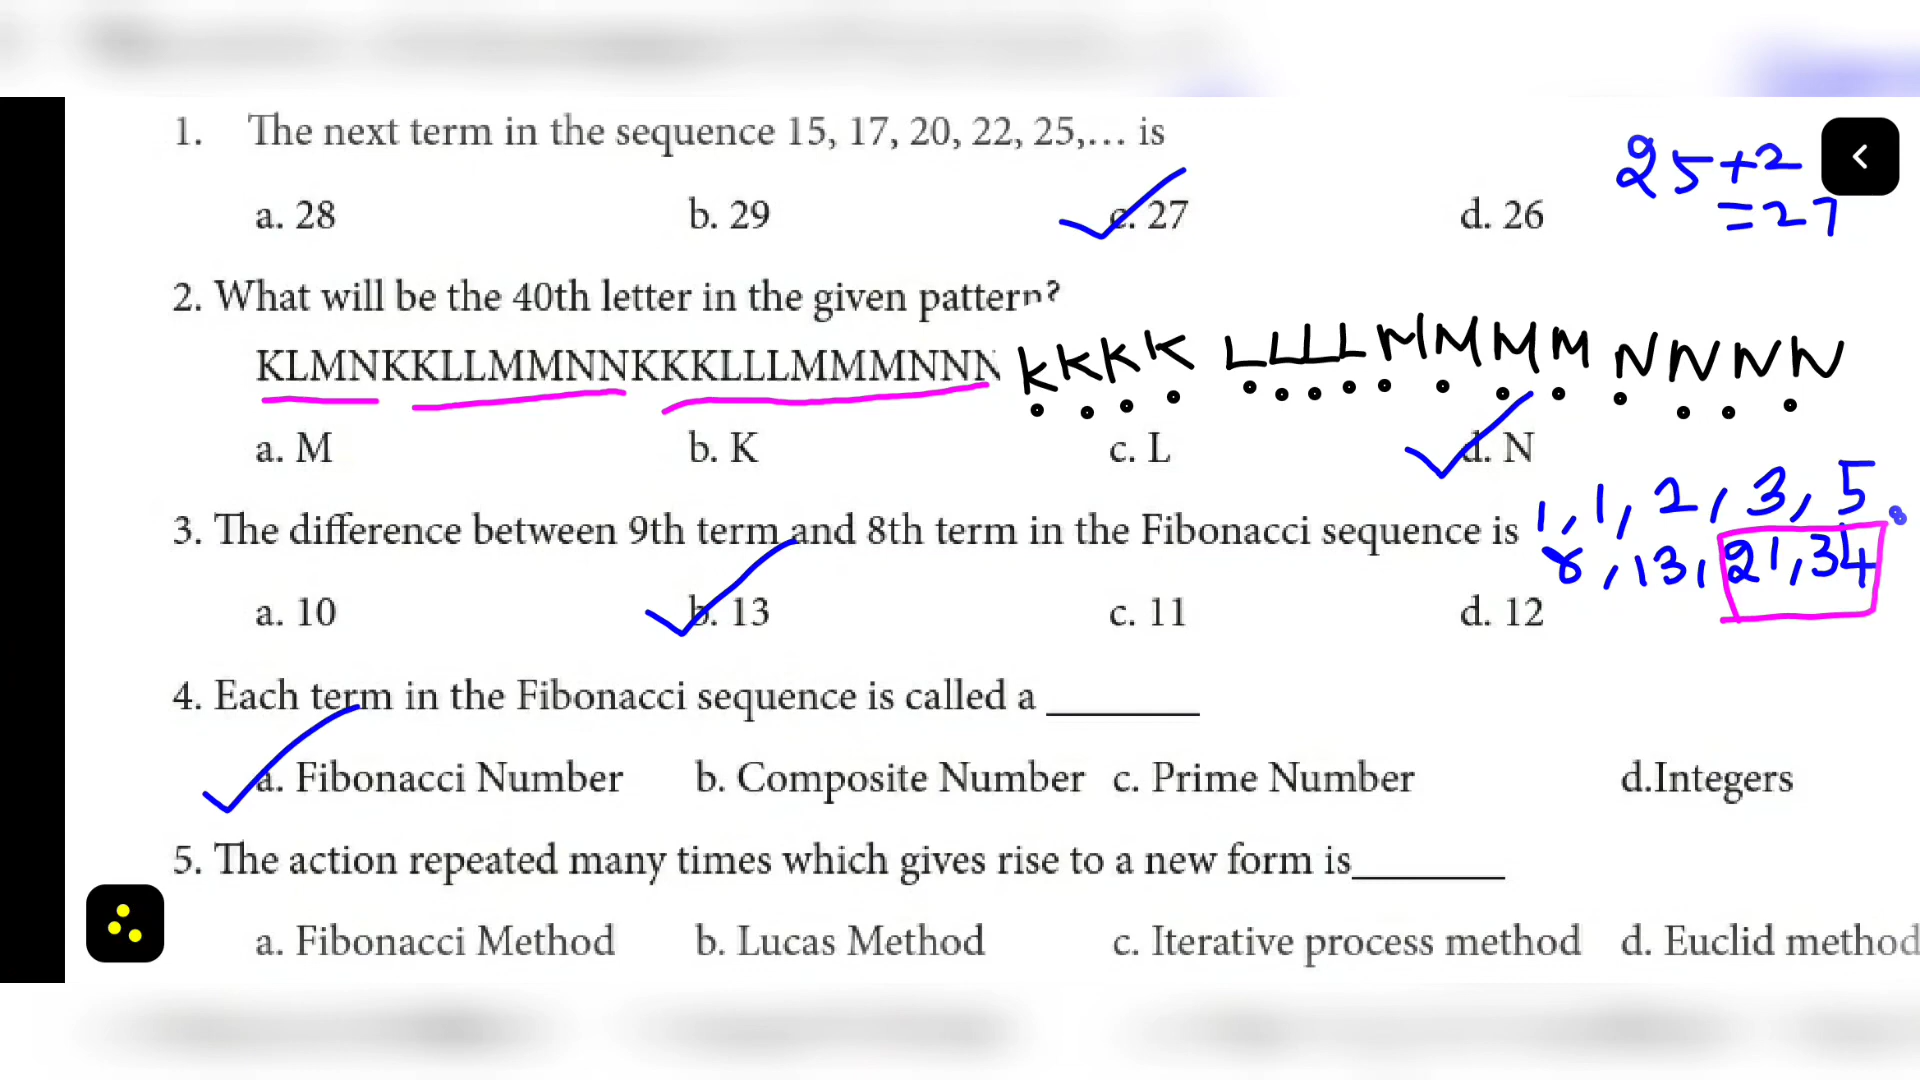 1. The next term in the sequence 15, 17, 20, 22, 25,... is
25+2
=27
a. 28 b. 29 c. 27 d. 26
2. What will be the 40th letter in the given pattern?
KLMNKKLLMMNNKKKLLLMMMNNN KKKK LLLL MMMM NNNN
a. M b. K c. L d. N
1, 1, 2, 3, 5
3. The difference between 9th term and 8th term in the Fibonacci sequence is
8, 13, 21, 34
a. 10 b. 13 c. 11 d. 12
4. Each term in the Fibonacci sequence is called a ________
a. Fibonacci Number b. Composite Number c. Prime Number d.Integers
5. The action repeated many times which gives rise to a new form is________
a. Fibonacci Method b. Lucas Method c. Iterative process method d. Euclid method